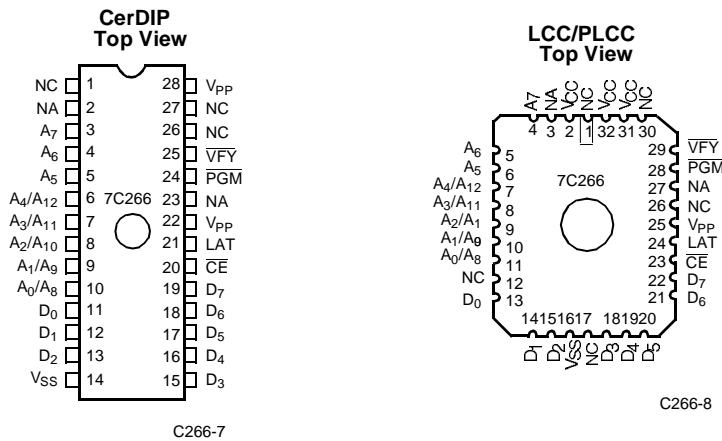 CerDIP
Top View
NC 1 28 VPP
NA 2 27 NC
A7 3 26 NC
A6 4 25 VFY
A5 5 24 PGM
A4/A12 6 7C266 23 NA
A3/A11 7 22 VPP
A2/A10 8 21 LAT
A1/A9 9 20 CE
A0/A8 10 19 D7
D0 11 18 D6
D1 12 17 D5
D2 13 16 D4
VSS 14 15 D3
C266-7
LCC/PLCC
Top View
A7 NA VCC NC VCC VCC NC
4 3 2 1 32 31 30
A6 5 29 VFY
A5 6 28 PGM
A4/A12 7 7C266 27 NA
A3/A11 8 26 NC
A2/A1 9 25 VPP
A1/A9 10 24 LAT
A0/A8 11 23 CE
NC 12 22 D7
D0 13 21 D6
14 15 16 17 18 19 20
D1 D2 VSS NC D3 D4 D5
C266-8